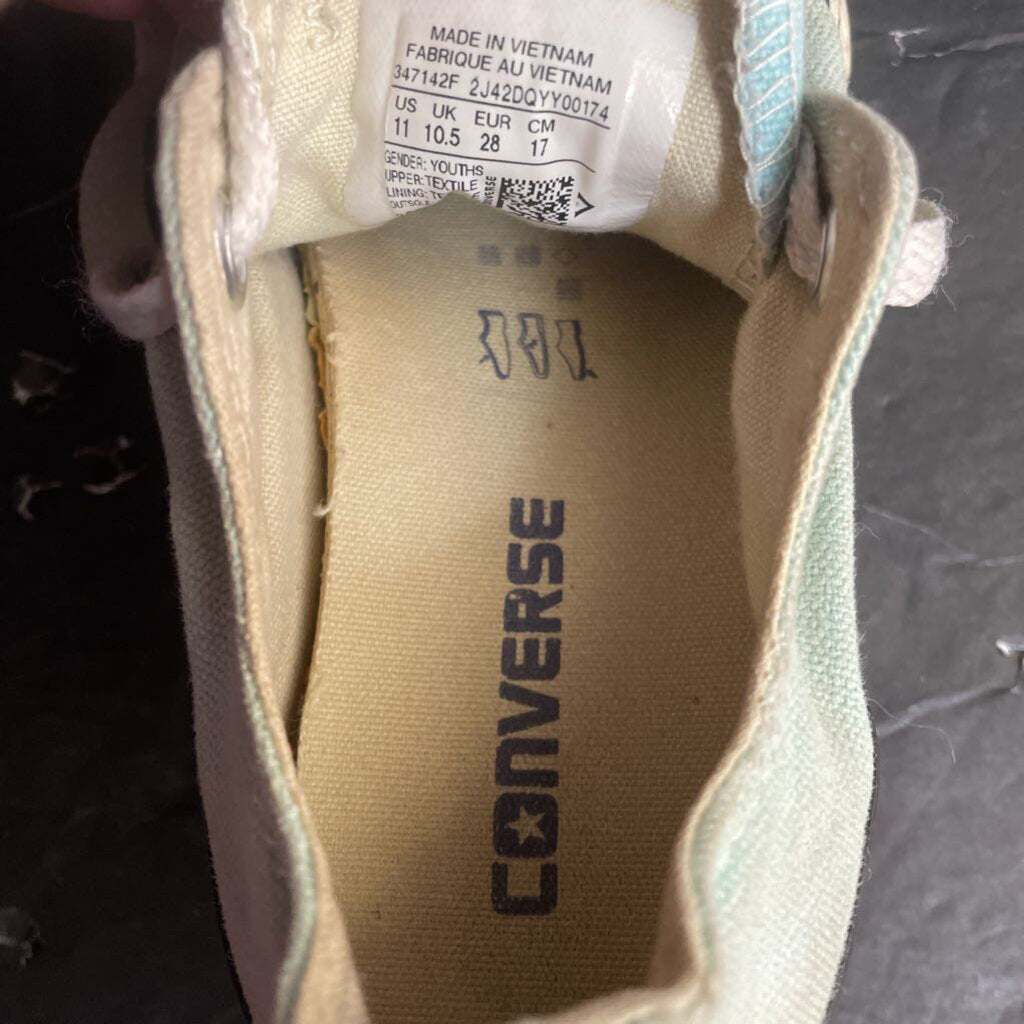 MADE IN VIETNAM
FABRIQUE AU VIETNAM
347142F 2J42DQYY00174
US UK EUR CM
11 10.5 28 17
GENDER: YOUTHS
UPPER: TEXTILE
LINING:
CONVERSE